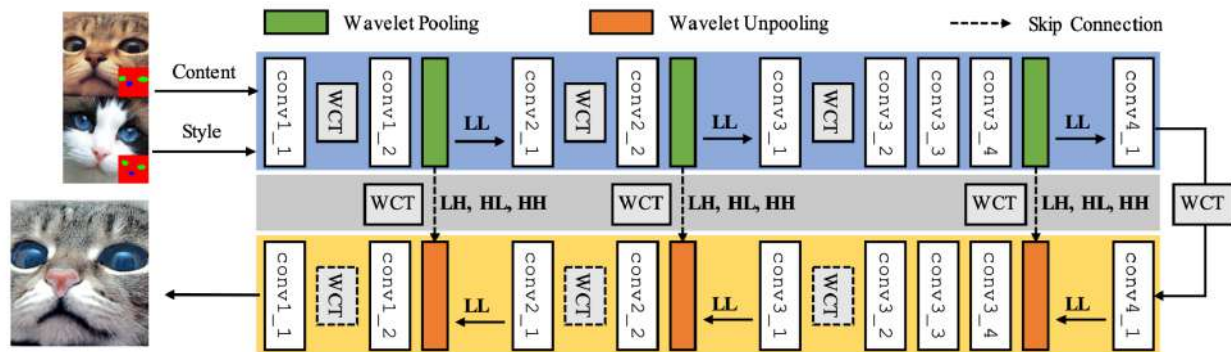 Wavelet Pooling
Wavelet Unpooling
Skip Connection
Content
Style
conv1_1
WCT
conv1_2
LL
conv2_1
WCT
conv2_2
LL
conv3_1
WCT
conv3_2
conv3_3
conv3_4
LL
conv4_1
WCT
LH, HL, HH
WCT
LH, HL, HH
WCT
LH, HL, HH
WCT
conv1_1
WCT
conv1_2
LL
conv2_1
WCT
conv2_2
LL
conv3_1
WCT
conv3_2
conv3_3
conv3_4
LL
conv4_1